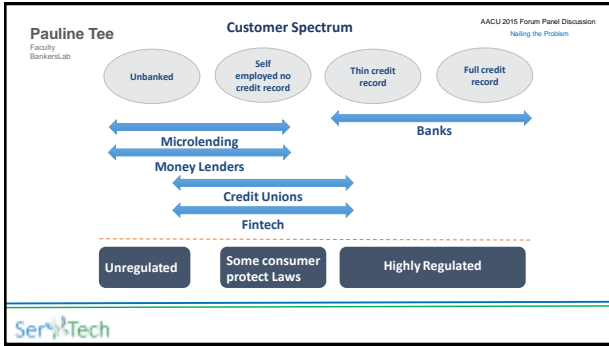 Pauline Tee
Faculty
BankersLab
Customer Spectrum
AACU 2015 Forum Panel Discussion
Nailing the Problem
Unbanked
Self
employed no
credit record
Thin credit
record
Full credit
record
Banks
Microlending
Money Lenders
Credit Unions
Fintech
Unregulated
Some consumer
protect Laws
Highly Regulated